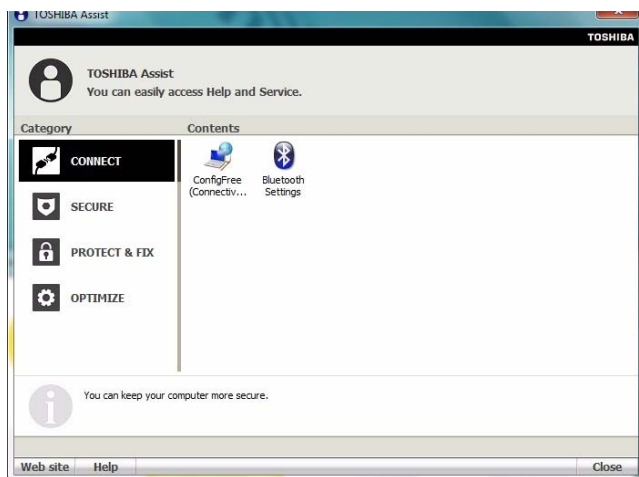 TOSHIBA Assist
TOSHIBA
TOSHIBA Assist
You can easily access Help and Service.
Category
Contents
CONNECT
SECURE
PROTECT & FIX
OPTIMIZE
ConfigFree
(Connectiv...
Bluetooth
Settings
You can keep your computer more secure.
Web site
Help
Close